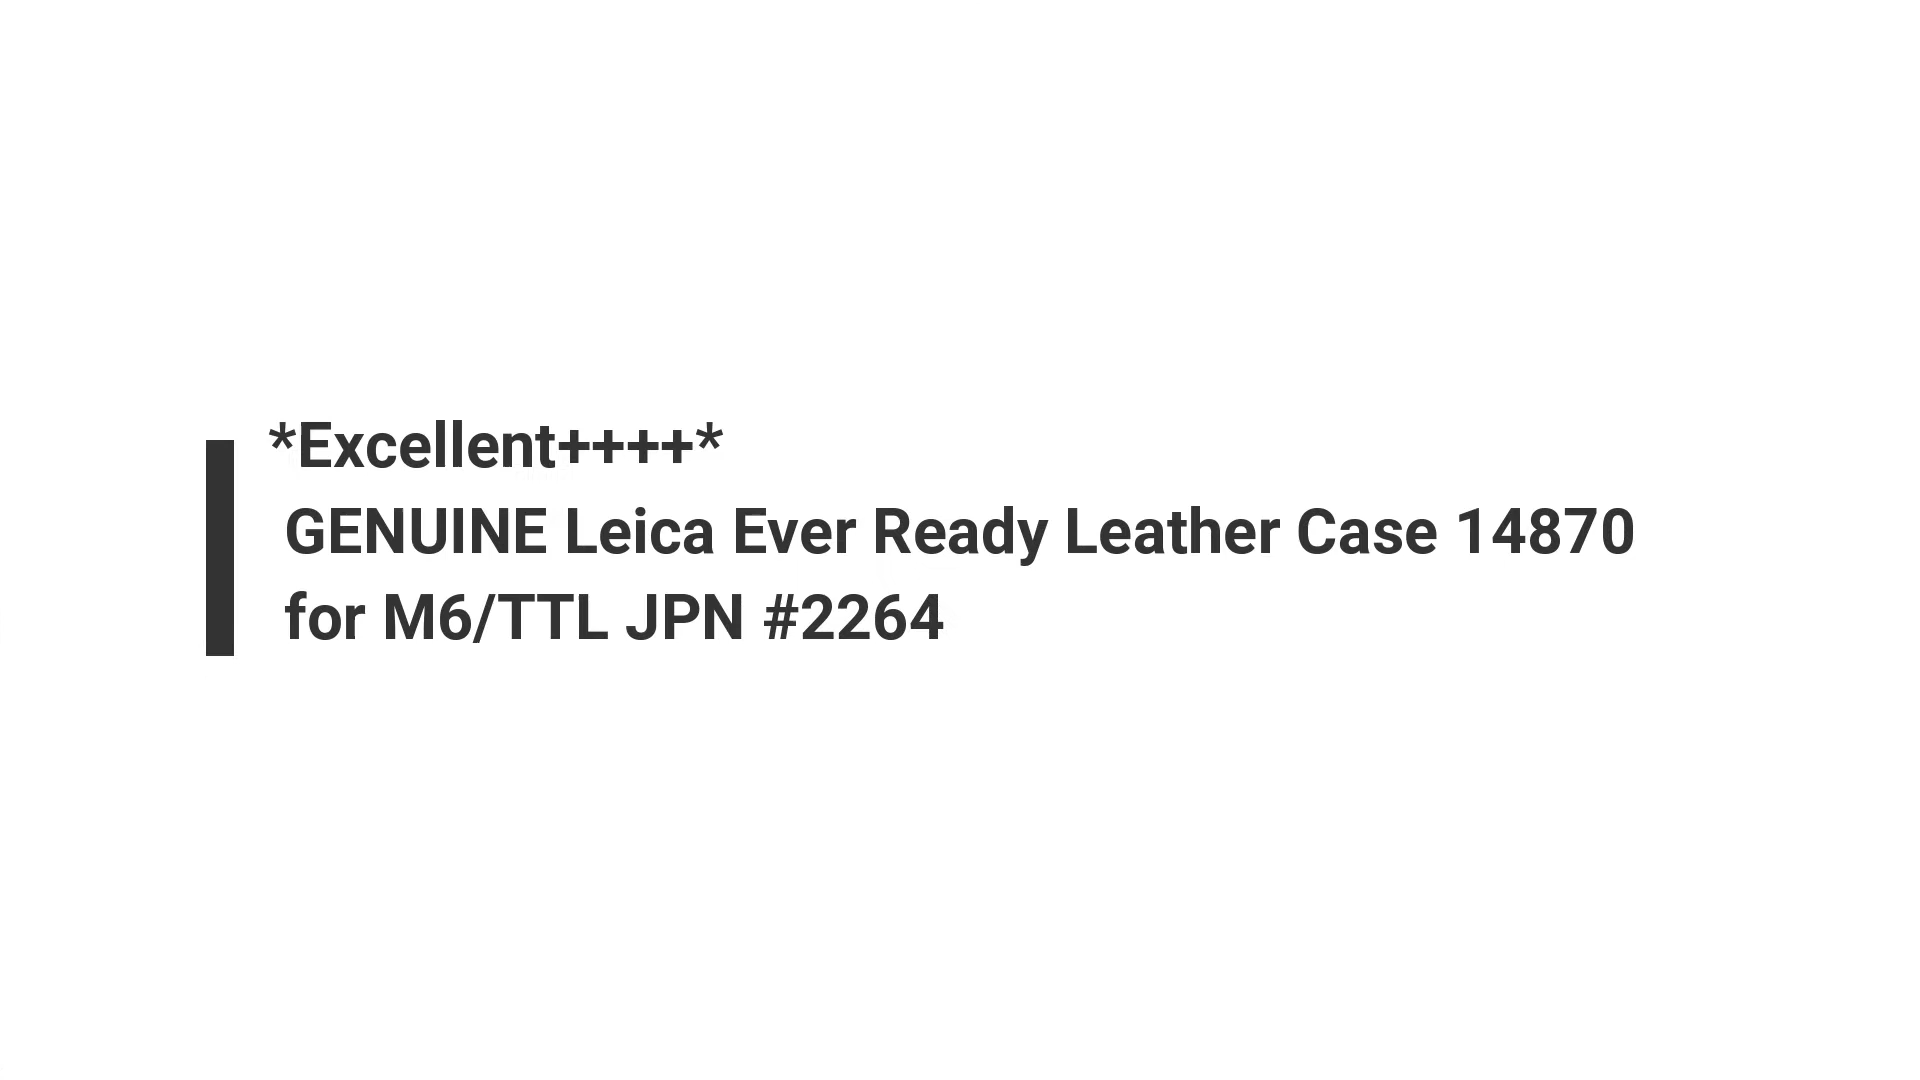 *Excellent++++*
GENUINE Leica Ever Ready Leather Case 14870
for M6/TTL JPN #2264